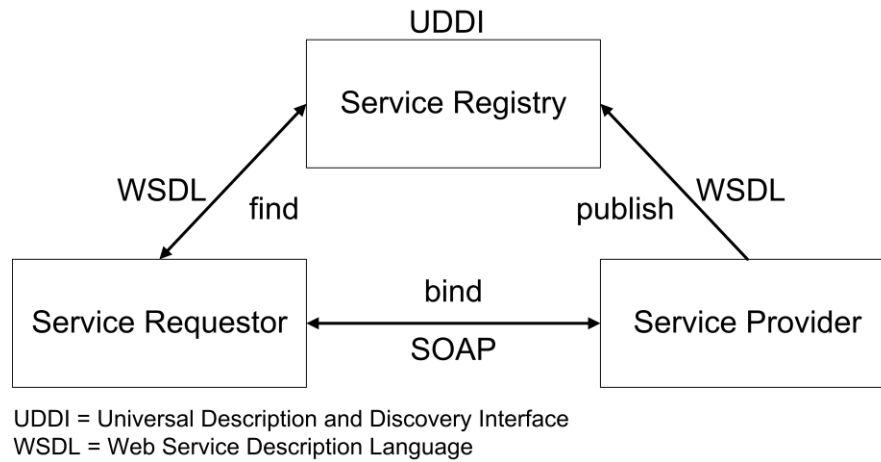 UDDI
Service Registry
WSDL
WSDL
find
publish
Service Requestor
bind
SOAP
Service Provider
UDDI = Universal Description and Discovery Interface
WSDL = Web Service Description Language